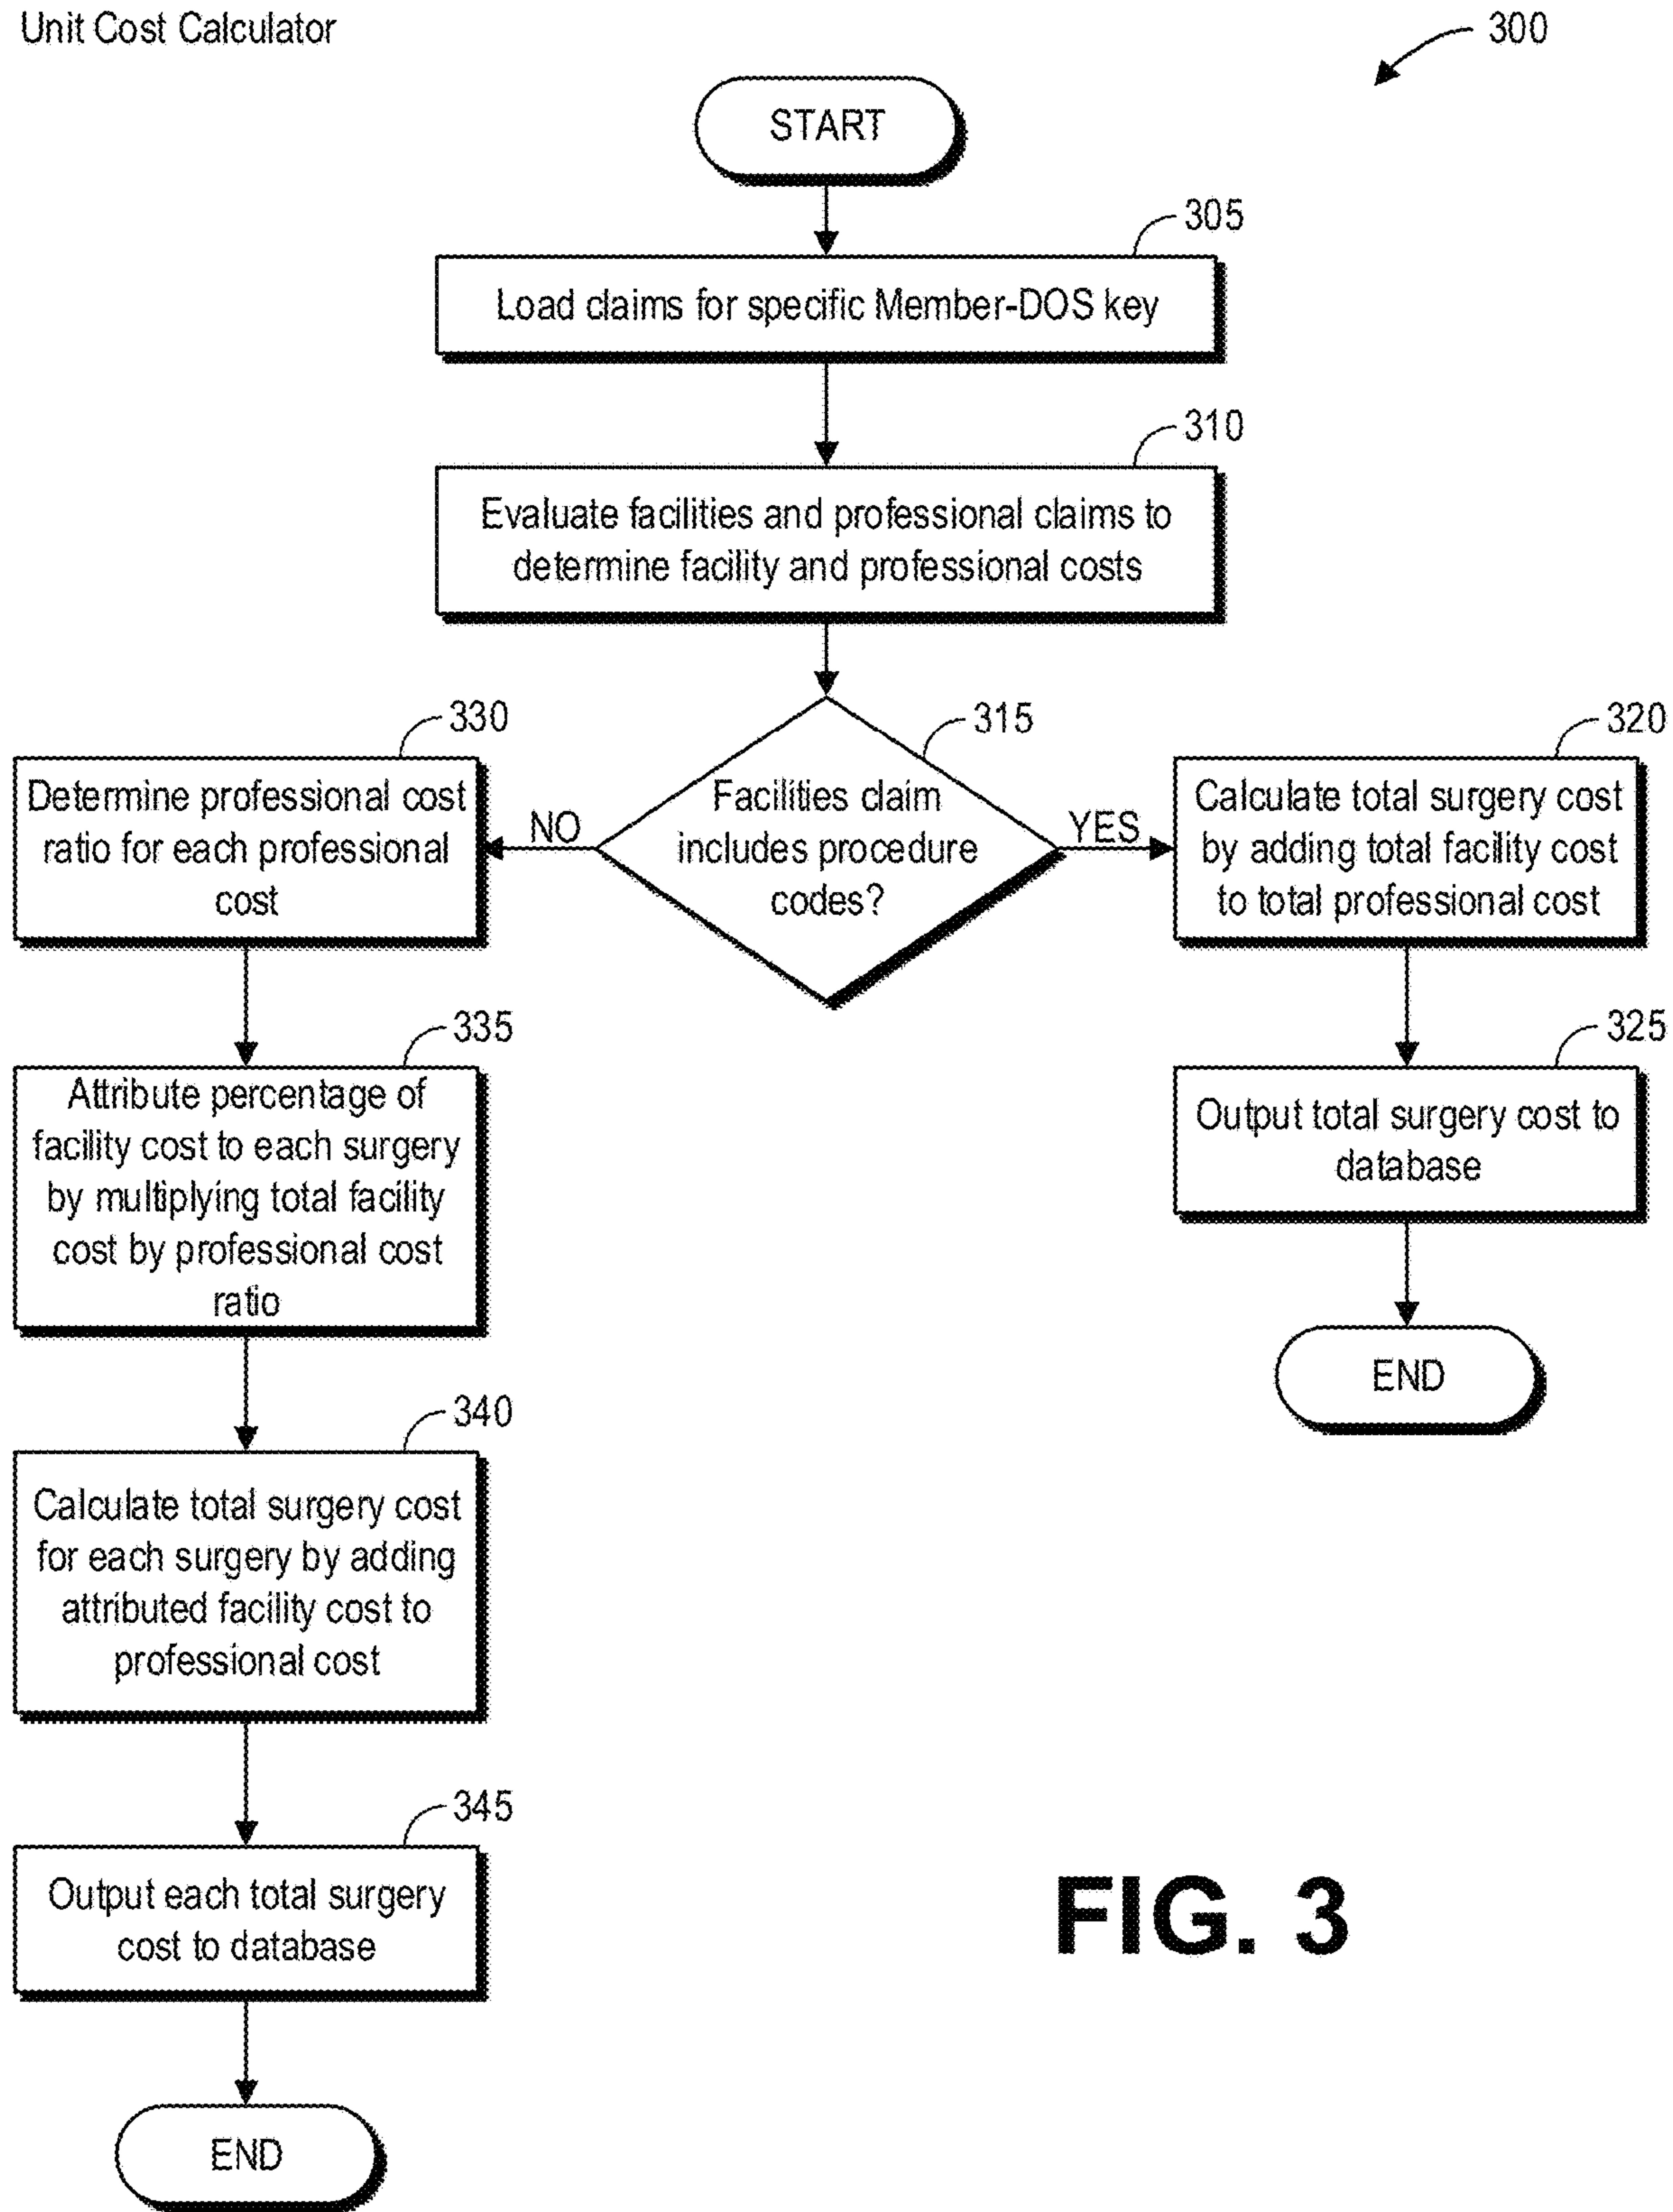 Unit Cost Calculator
300
START
305
Load claims for specific Member-DOS key
310
Evaluate facilities and professional claims to
determine facility and professional costs
315
Facilities claim
includes procedure
codes?
NO
YES
330
Determine professional cost
ratio for each professional
cost
320
Calculate total surgery cost
by adding total facility cost
to total professional cost
335
Attribute percentage of
facility cost to each surgery
by multiplying total facility
cost by professional cost
ratio
325
Output total surgery cost to
database
END
340
Calculate total surgery cost
for each surgery by adding
attributed facility cost to
professional cost
345
Output each total surgery
cost to database
END
FIG. 3